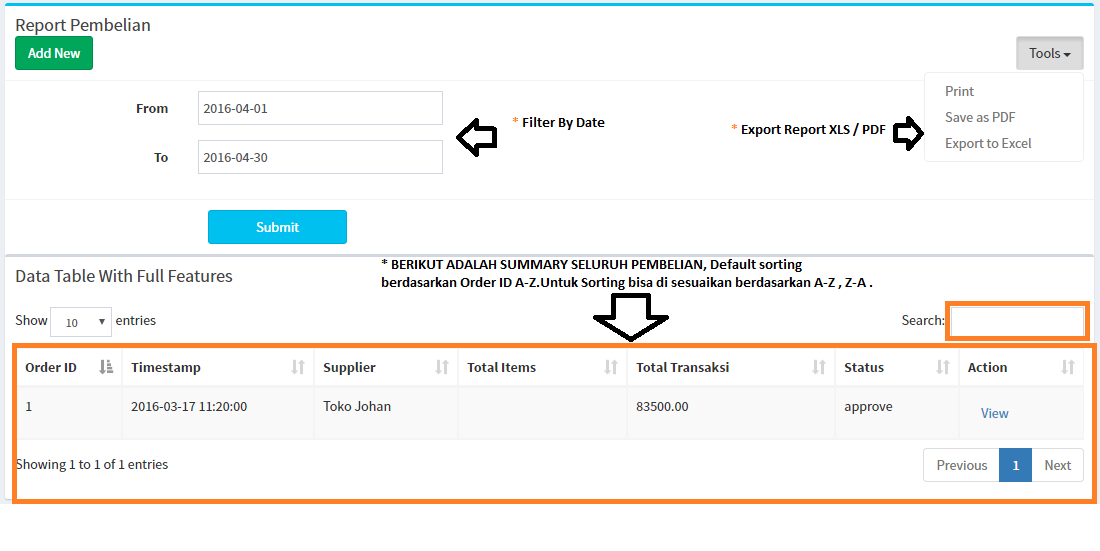 Report Pembelian
Add New
Tools
Print
Save as PDF
Export to Excel
From
2016-04-01
* Filter By Date
* Export Report XLS / PDF
To
2016-04-30
Submit
* BERIKUT ADALAH SUMMARY SELURUH PEMBELIAN, Default sorting
berdasarkan Order ID A-Z.Untuk Sorting bisa di sesuaikan berdasarkan A-Z , Z-A .
Data Table With Full Features
Show 10 entries
Search:
Order ID Timestamp Supplier Total Items Total Transaksi Status Action
1 2016-03-17 11:20:00 Toko Johan 83500.00 approve View
Showing 1 to 1 of 1 entries
Previous 1 Next